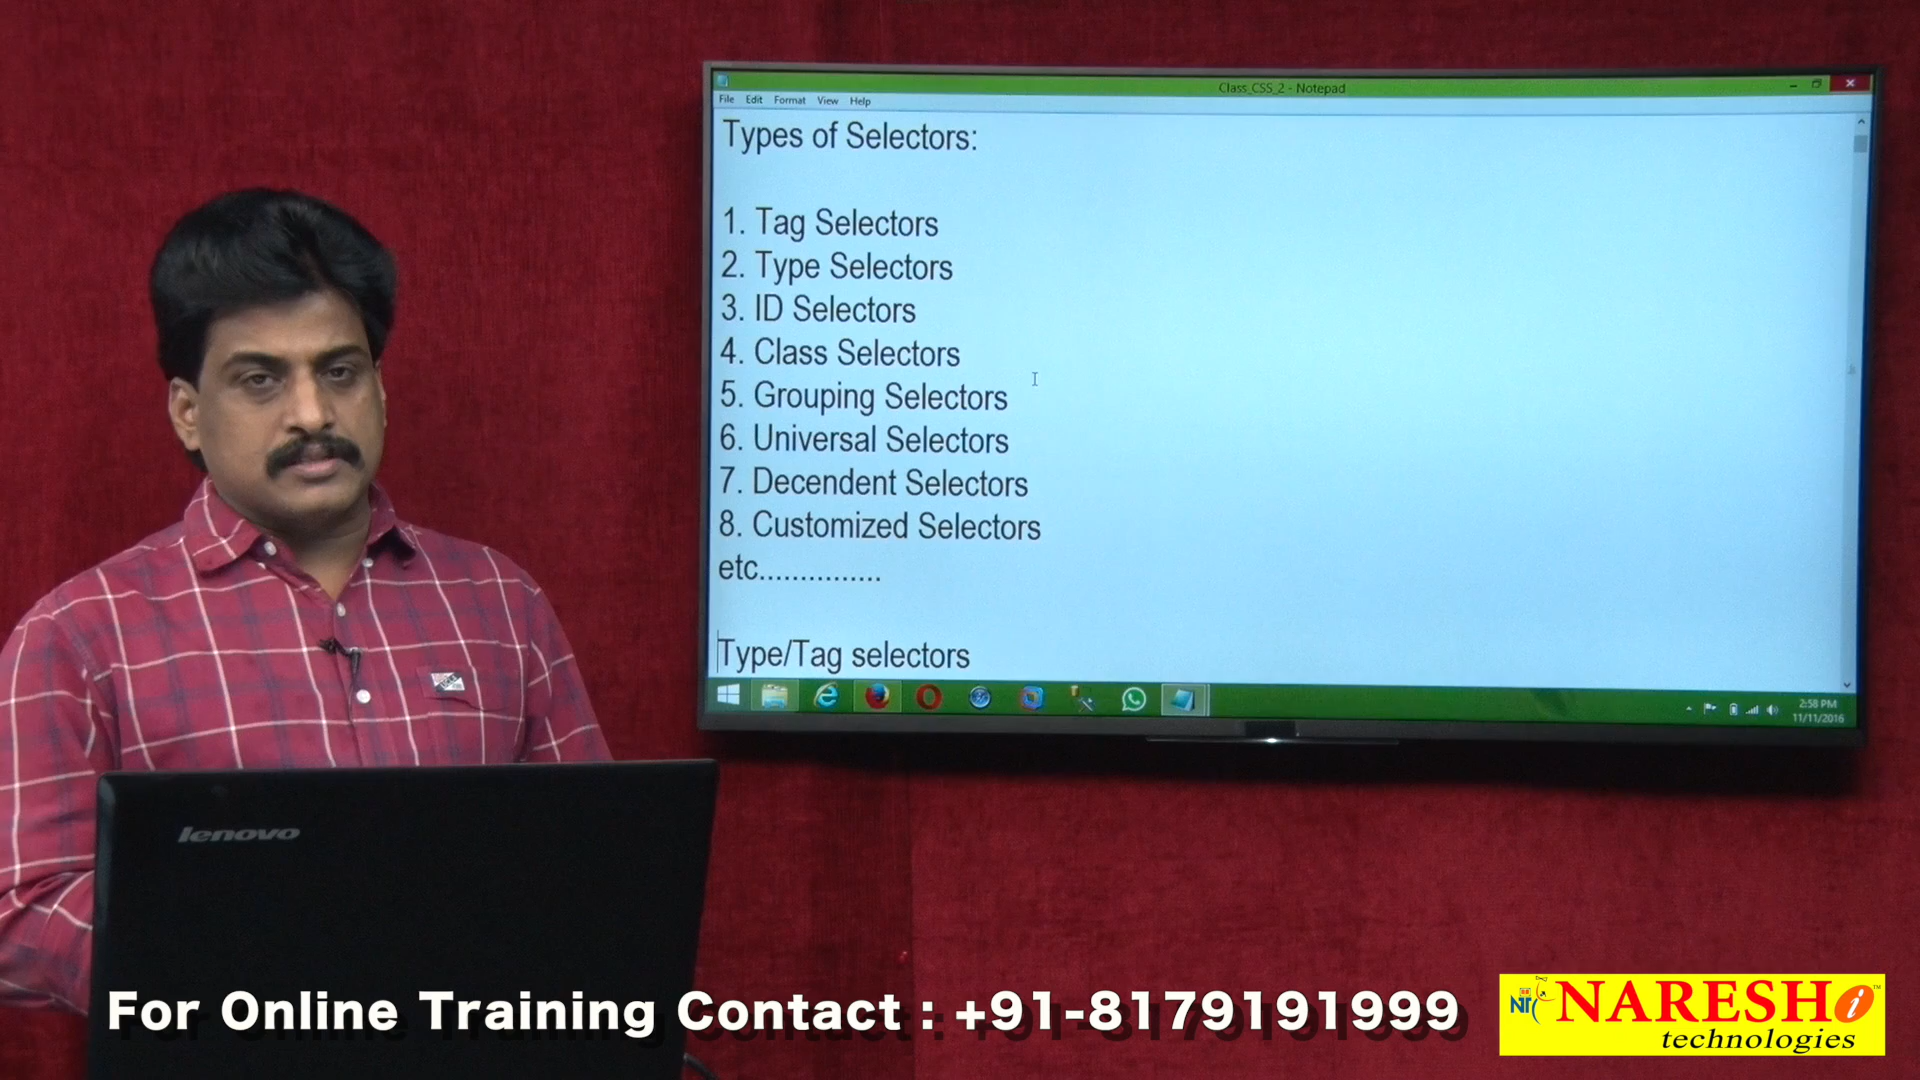 Class_CSS_2 - Notepad
File Edit Format View Help
Types of Selectors:
1. Tag Selectors
2. Type Selectors
3. ID Selectors
4. Class Selectors
5. Grouping Selectors
6. Universal Selectors
7. Decendent Selectors
8. Customized Selectors
etc...............
Type/Tag selectors
2:58 PM
11/11/2016
lenovo
For Online Training Contact : +91-8179191999
NARESH i
technologies